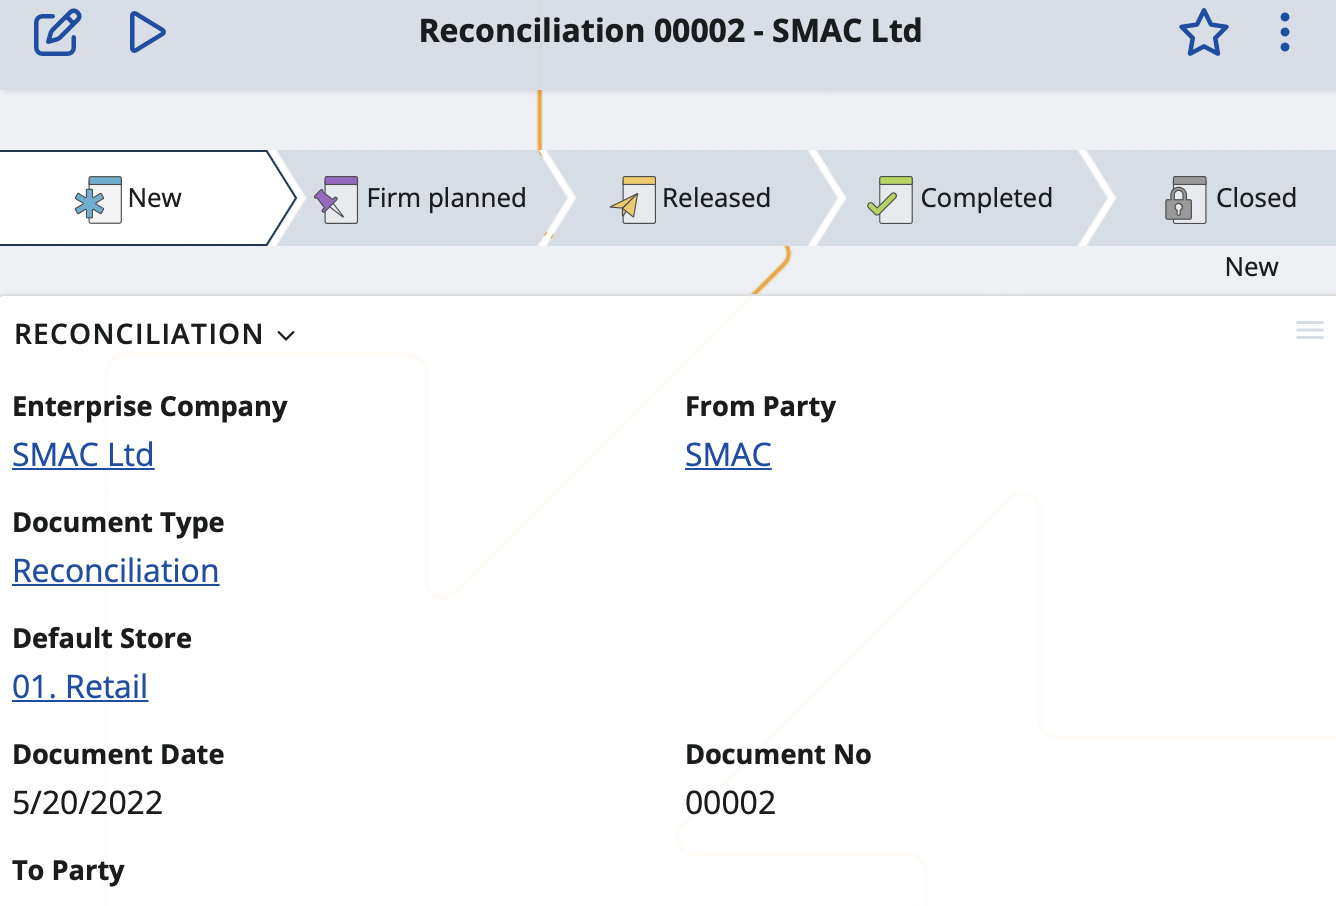 Reconciliation 00002 - SMAC Ltd
New
Firm planned
Released
Completed
Closed
New
RECONCILIATION
Enterprise Company
From Party
SMAC Ltd
SMAC
Document Type
Reconciliation
Default Store
01. Retail
Document Date
Document No
5/20/2022
00002
To Party